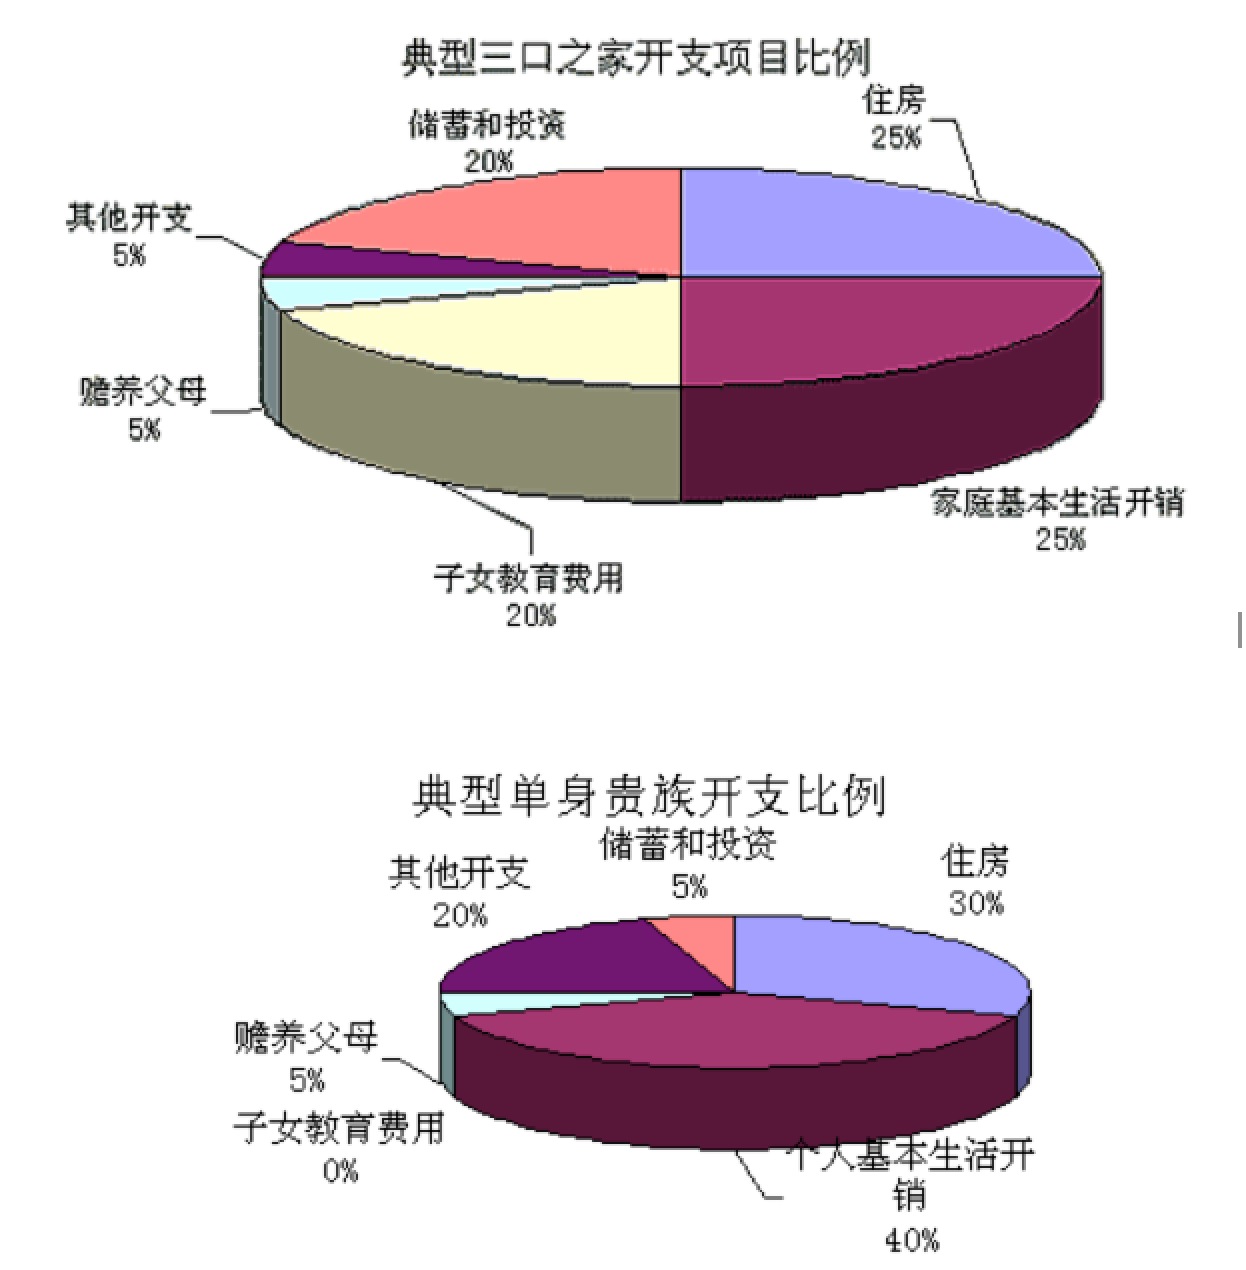 典型三口之家开支项目比例
住房
25%
储蓄和投资
20%
其他开支
5%
赡养父母
5%
家庭基本生活开销
25%
子女教育费用
20%
典型单身贵族开支比例
储蓄和投资
5%
住房
30%
其他开支
20%
赡养父母
5%
子女教育费用
0%
个人基本生活开
销
40%